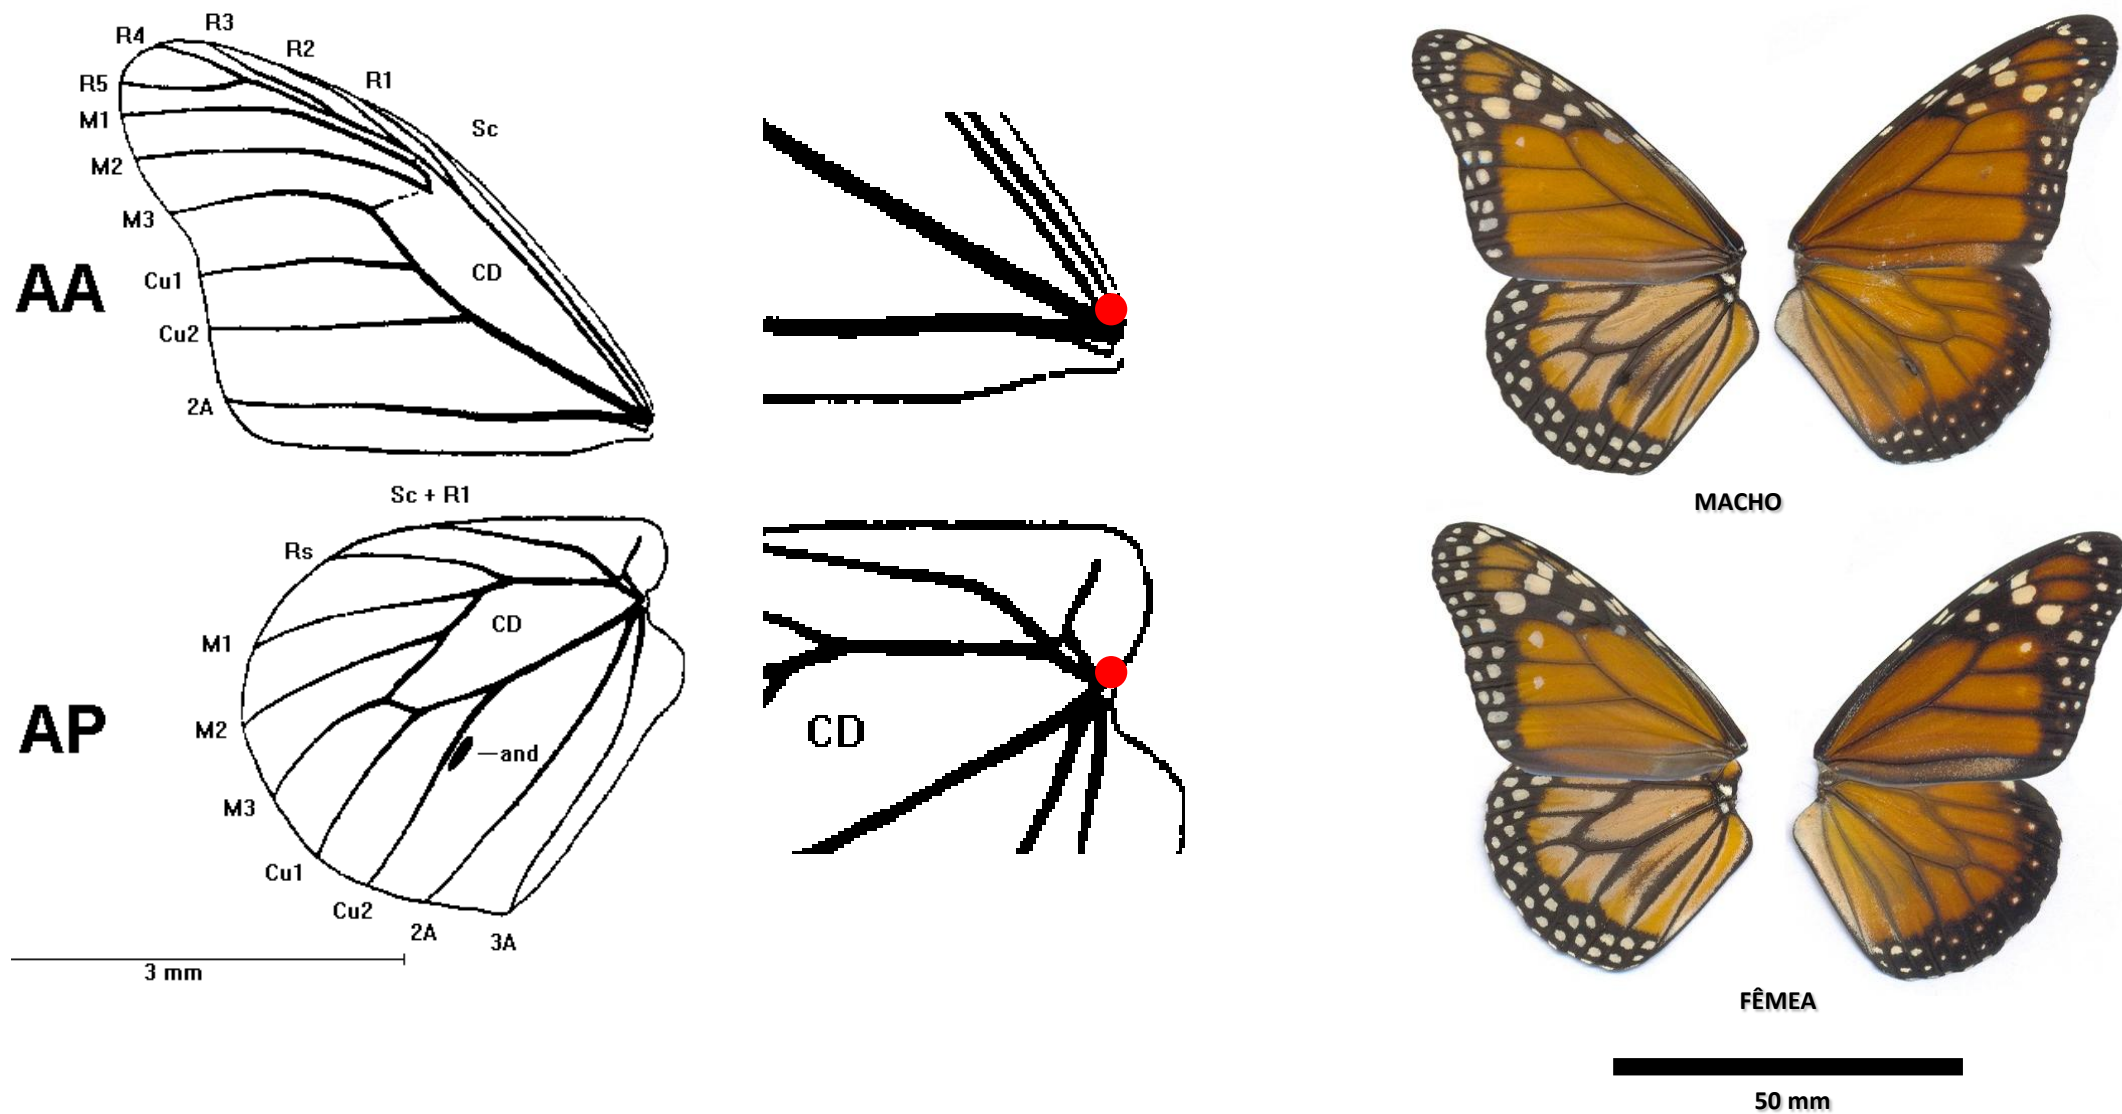 R3
R4
R2
R1
R5
Sc
M1
M2
M3
AA
CD
Cu1
Cu2
2A
Sc + R1
Rs
CD
M1
AP
M2
and
M3
Cu1
Cu2
2A
3A
3 mm
CD
MACHO
FÊMEA
50 mm